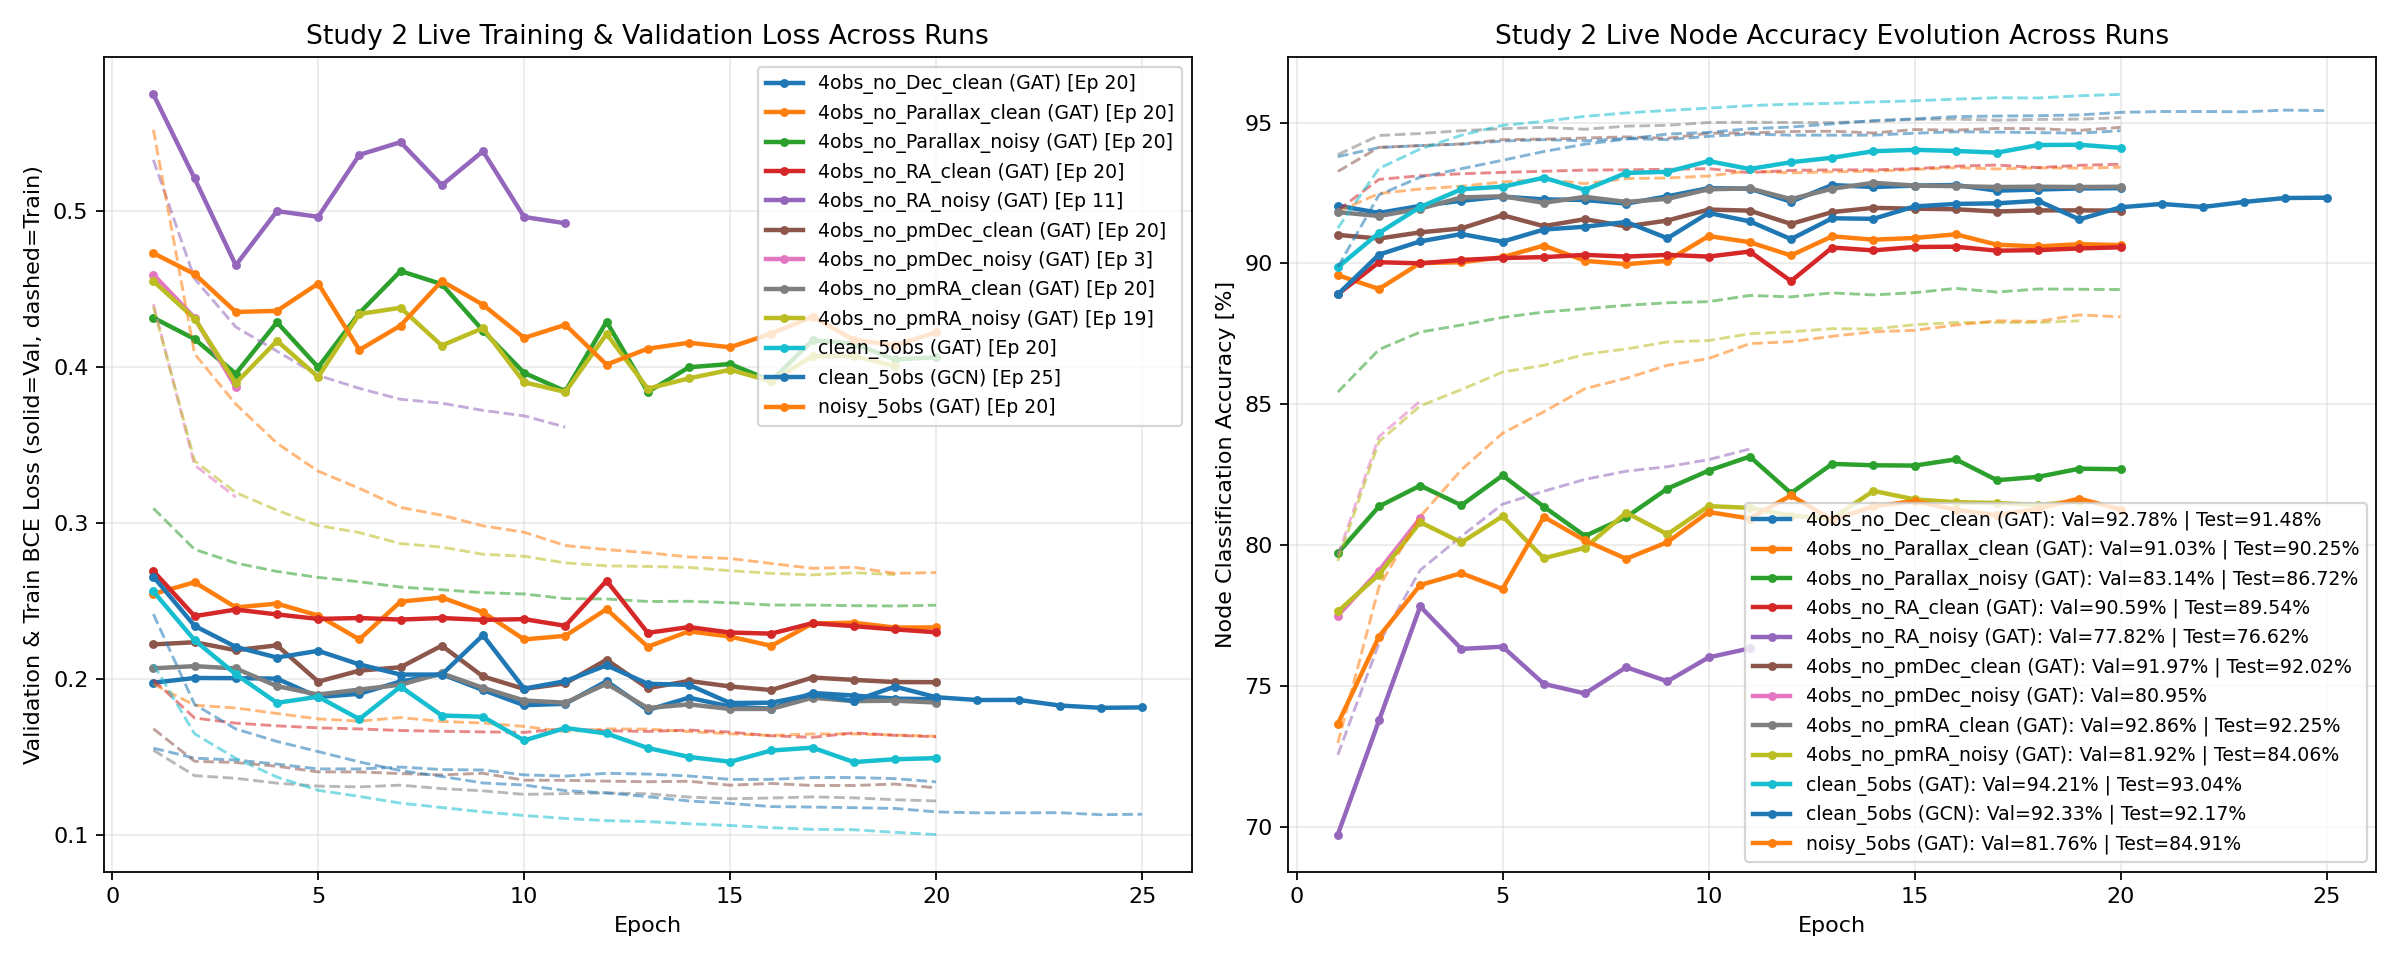 Study 2 Live Training & Validation Loss Across Runs
Validation & Train BCE Loss (solid=Val, dashed=Train)
0.5
0.4
0.3
0.2
0.1
0
5
10
15
20
25
Epoch
4obs_no_Dec_clean (GAT) [Ep 20]
4obs_no_Parallax_clean (GAT) [Ep 20]
4obs_no_Parallax_noisy (GAT) [Ep 20]
4obs_no_RA_clean (GAT) [Ep 20]
4obs_no_RA_noisy (GAT) [Ep 11]
4obs_no_pmDec_clean (GAT) [Ep 20]
4obs_no_pmDec_noisy (GAT) [Ep 3]
4obs_no_pmRA_clean (GAT) [Ep 20]
4obs_no_pmRA_noisy (GAT) [Ep 19]
clean_5obs (GAT) [Ep 20]
clean_5obs (GCN) [Ep 25]
noisy_5obs (GAT) [Ep 20]
Study 2 Live Node Accuracy Evolution Across Runs
Node Classification Accuracy [%]
95
90
85
80
75
70
0
5
10
15
20
25
Epoch
4obs_no_Dec_clean (GAT): Val=92.78% | Test=91.48%
4obs_no_Parallax_clean (GAT): Val=91.03% | Test=90.25%
4obs_no_Parallax_noisy (GAT): Val=83.14% | Test=86.72%
4obs_no_RA_clean (GAT): Val=90.59% | Test=89.54%
4obs_no_RA_noisy (GAT): Val=77.82% | Test=76.62%
4obs_no_pmDec_clean (GAT): Val=91.97% | Test=92.02%
4obs_no_pmDec_noisy (GAT): Val=80.95%
4obs_no_pmRA_clean (GAT): Val=92.86% | Test=92.25%
4obs_no_pmRA_noisy (GAT): Val=81.92% | Test=84.06%
clean_5obs (GAT): Val=94.21% | Test=93.04%
clean_5obs (GCN): Val=92.33% | Test=92.17%
noisy_5obs (GAT): Val=81.76% | Test=84.91%